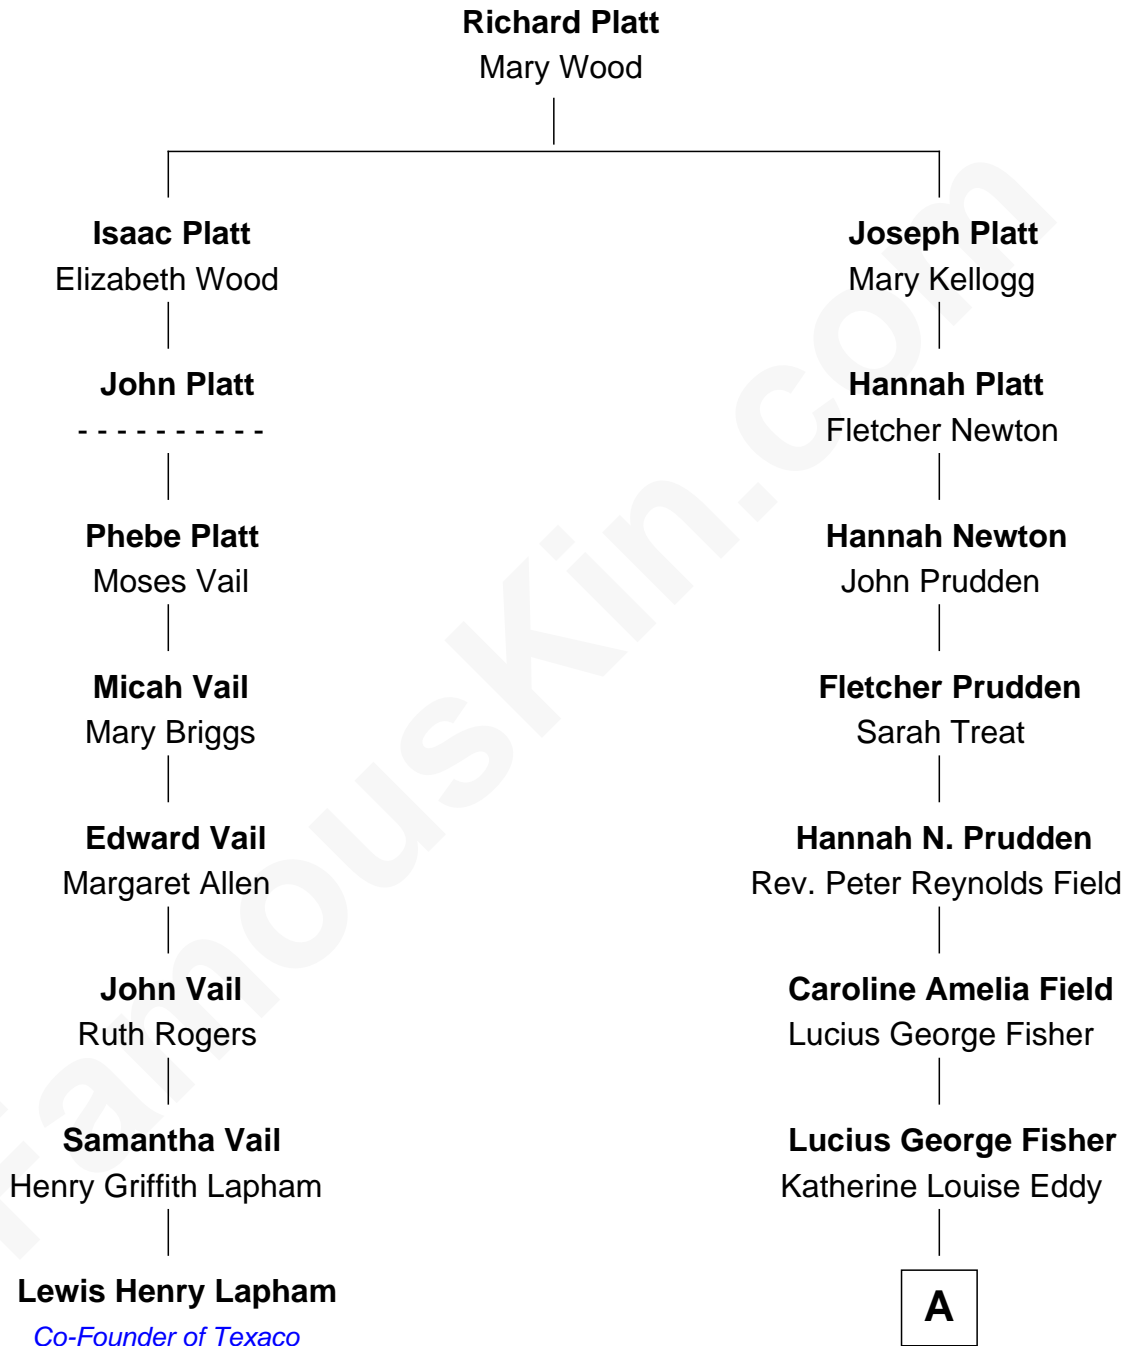 Richard Platt
Mary Wood
Isaac Platt
Elizabeth Wood
Joseph Platt
Mary Kellogg
John Platt
- - - - - - - - - -
Hannah Platt
Fletcher Newton
Phebe Platt
Moses Vail
Hannah Newton
John Prudden
Micah Vail
Mary Briggs
Fletcher Prudden
Sarah Treat
Edward Vail
Margaret Allen
Hannah N. Prudden
Rev. Peter Reynolds Field
John Vail
Ruth Rogers
Caroline Amelia Field
Lucius George Fisher
Samantha Vail
Henry Griffith Lapham
Lucius George Fisher
Katherine Louise Eddy
Lewis Henry Lapham
Co-Founder of Texaco
A
FamousKin.com